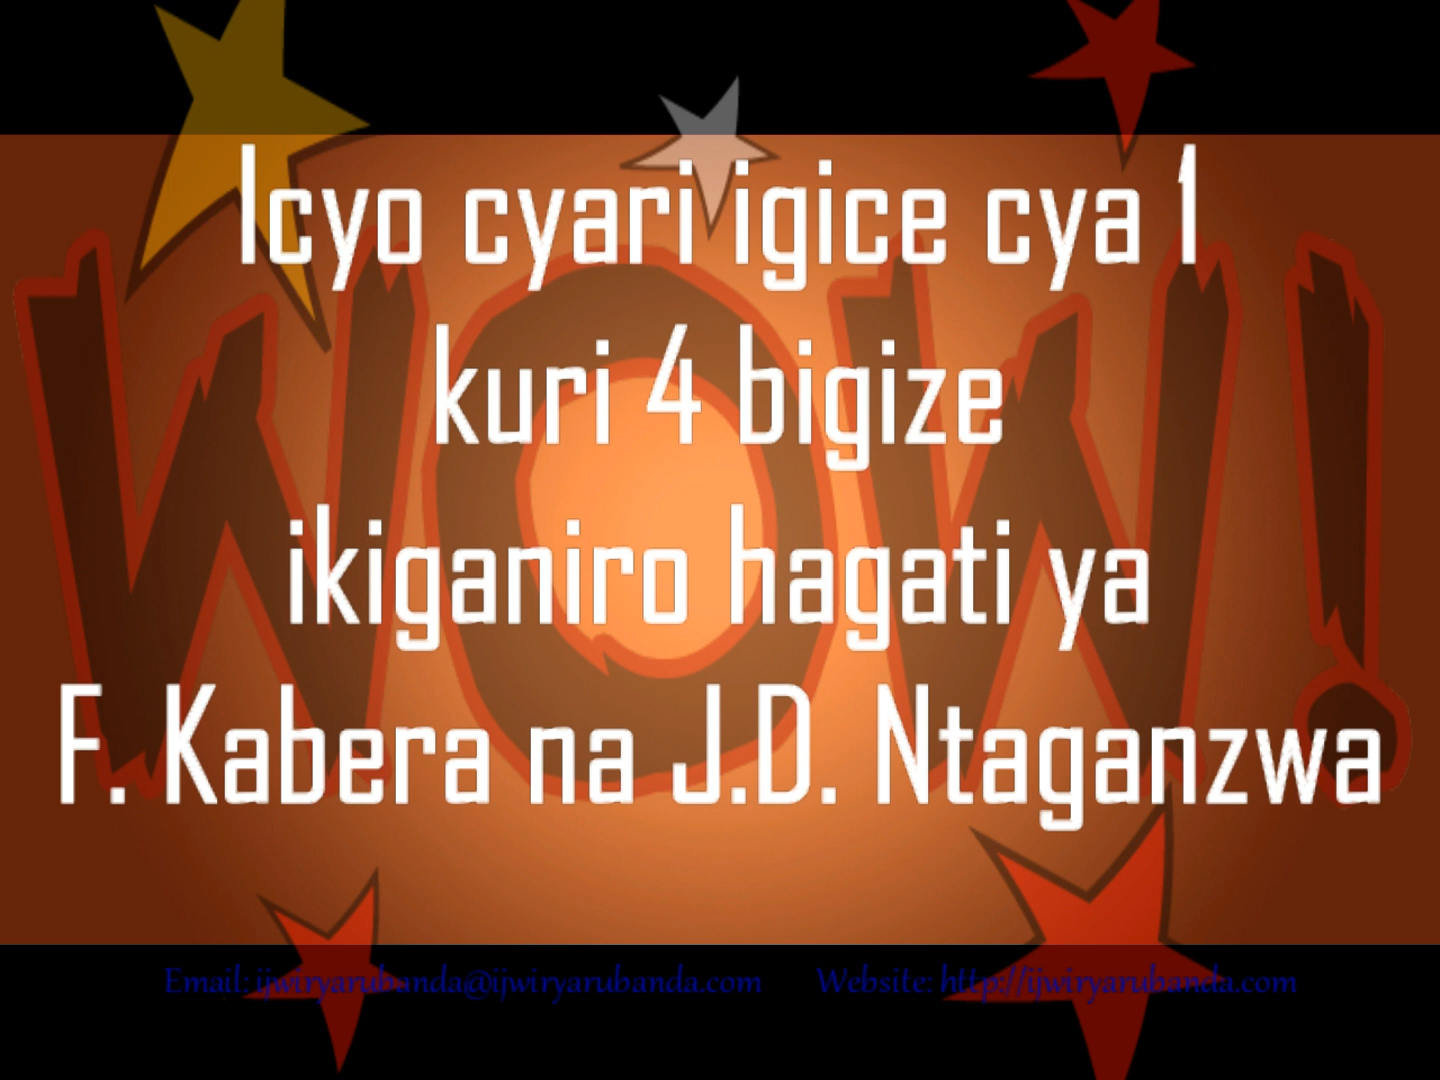 WOW!
Icyo cyari igice cya 1
kuri 4 bigize
ikiganiro hagati ya
F. Kabera na J.D. Ntaganzwa
Email: ijwiryarubanda@ijwiryarubanda.com Website: http://ijwiryarubanda.com